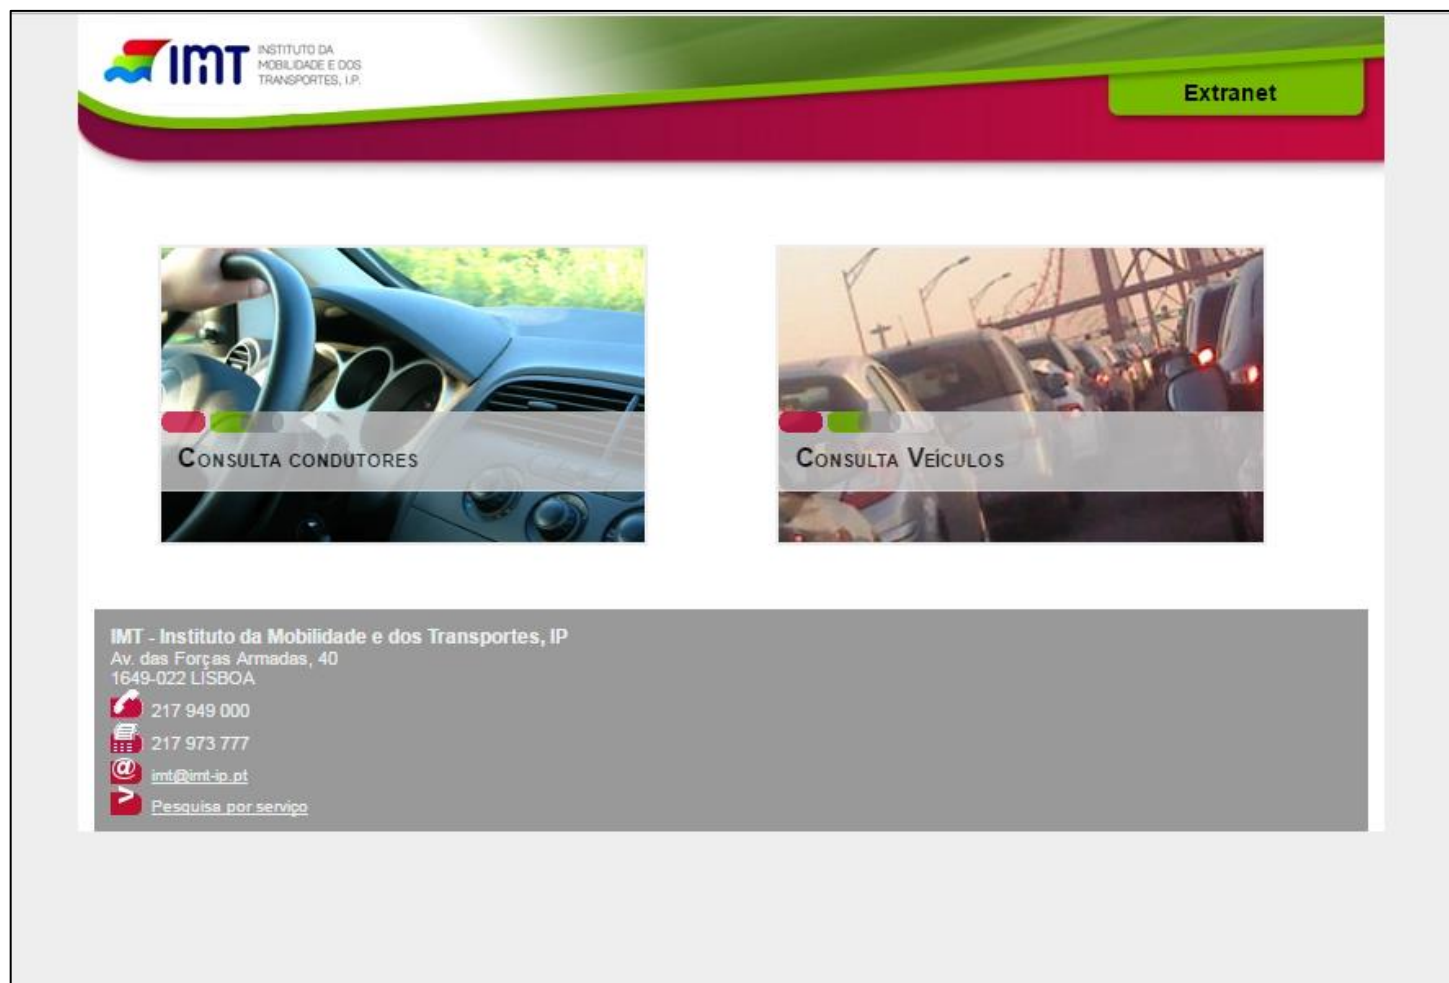 IMT
INSTITUTO DA
MOBILIDADE E DOS
TRANSPORTES, I.P.
Extranet
CONSULTA CONDUTORES
CONSULTA VEÍCULOS
IMT - Instituto da Mobilidade e dos Transportes, IP
Av. das Forças Armadas, 40
1649-022 LISBOA
217 949 000
217 973 777
@ imt@imt-ip.pt
> Pesquisa por serviço